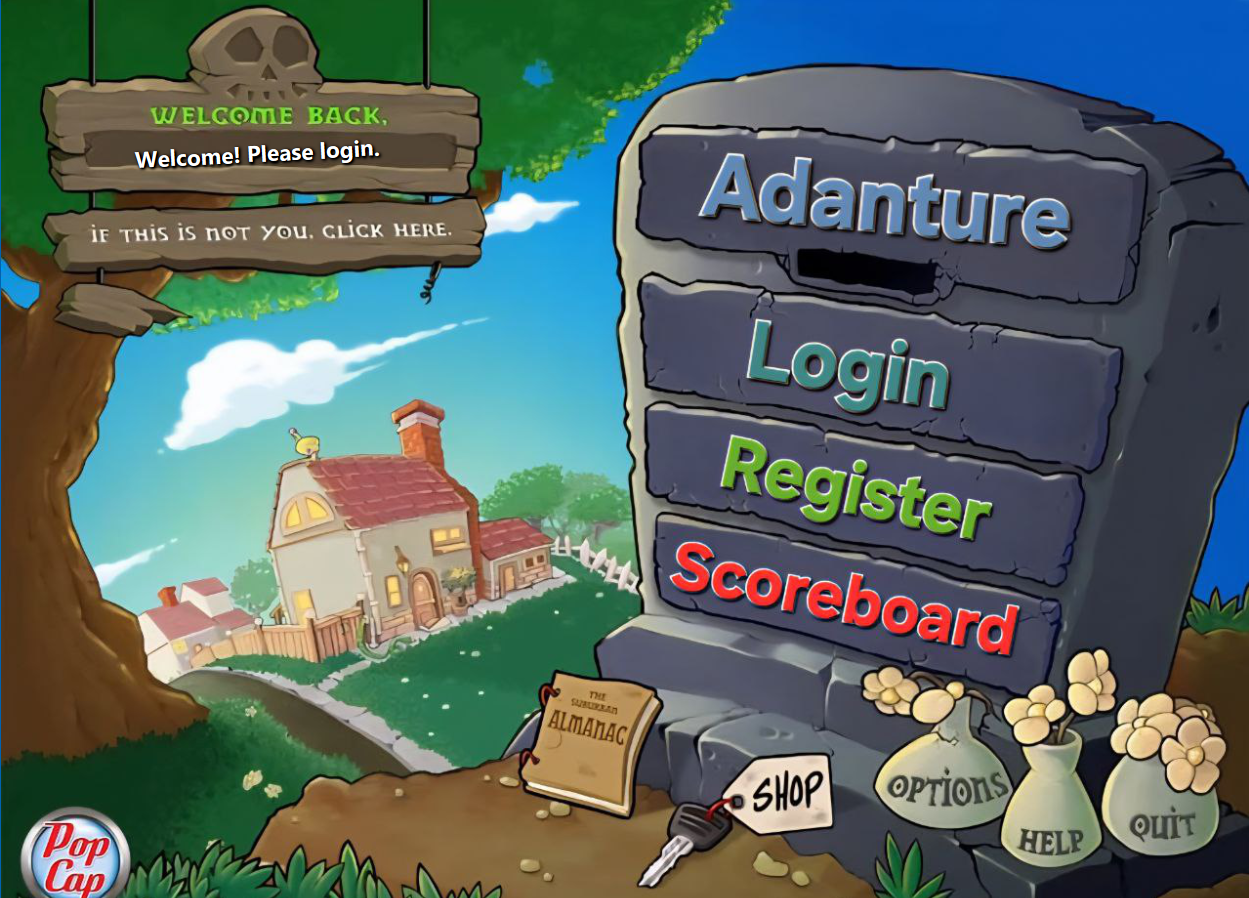 WELCOME BACK,
Welcome! Please login.
iF THIS IS NOT YOU, CLICK HERE.
Adanture
Login
Register
Scoreboard
THE
SUBURBAN
ALMANAC
SHOP
OPTIONS
HELP
QUIT
Pop
Cap